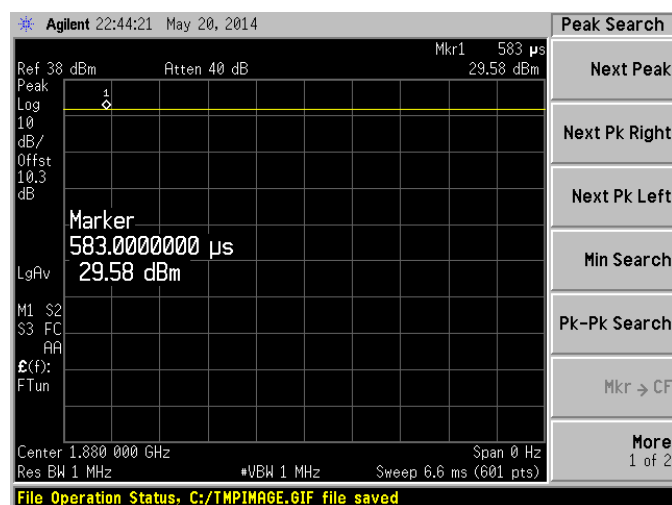 Agilent 22:44:21 May 20, 2014
Peak Search
Mkr1 583 µs
Ref 38 dBm Atten 40 dB 29.58 dBm
Peak
Log
10
dB/
Offst
10.3
dB
1
Marker
583.0000000 µs
29.58 dBm
LgAv
M1 S2
S3 FC
AA
£(f):
FTun
Center 1.880 000 GHz Span 0 Hz
Res BW 1 MHz #VBW 1 MHz Sweep 6.6 ms (601 pts)
File Operation Status, C:/TMPIMAGE.GIF file saved
Next Peak
Next Pk Right
Next Pk Left
Min Search
Pk-Pk Search
Mkr → CF
More
1 of 2